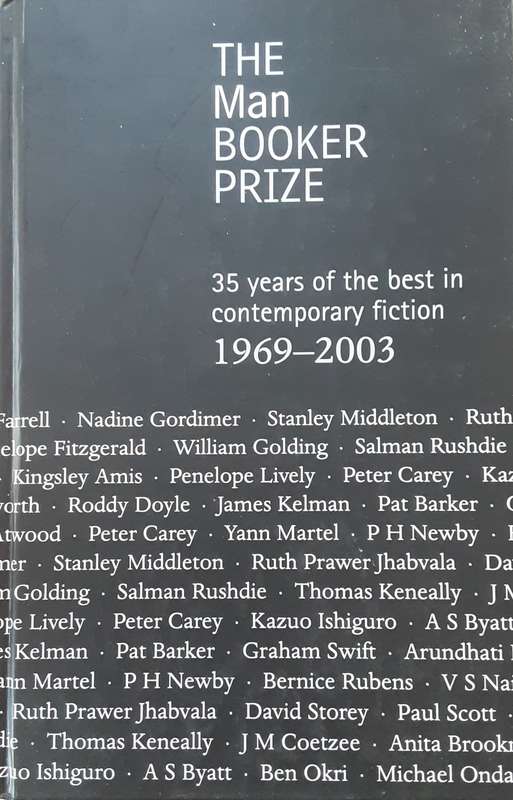 THE
Man
BOOKER
PRIZE
35 years of the best in
contemporary fiction
1969–2003
Farrell · Nadine Gordimer · Stanley Middleton · Ruth
elope Fitzgerald · William Golding · Salman Rushdie
· Kingsley Amis · Penelope Lively · Peter Carey · Kaz
worth · Roddy Doyle · James Kelman · Pat Barker ·
Atwood · Peter Carey · Yann Martel · P H Newby ·
mer · Stanley Middleton · Ruth Prawer Jhabvala · Da
m Golding · Salman Rushdie · Thomas Keneally · J M
ope Lively · Peter Carey · Kazuo Ishiguro · A S Byatt
es Kelman · Pat Barker · Graham Swift · Arundhati
ann Martel · P H Newby · Bernice Rubens · V S Nai
· Ruth Prawer Jhabvala · David Storey · Paul Scott ·
die · Thomas Keneally · J M Coetzee · Anita Brookn
zuo Ishiguro · A S Byatt · Ben Okri · Michael Onda